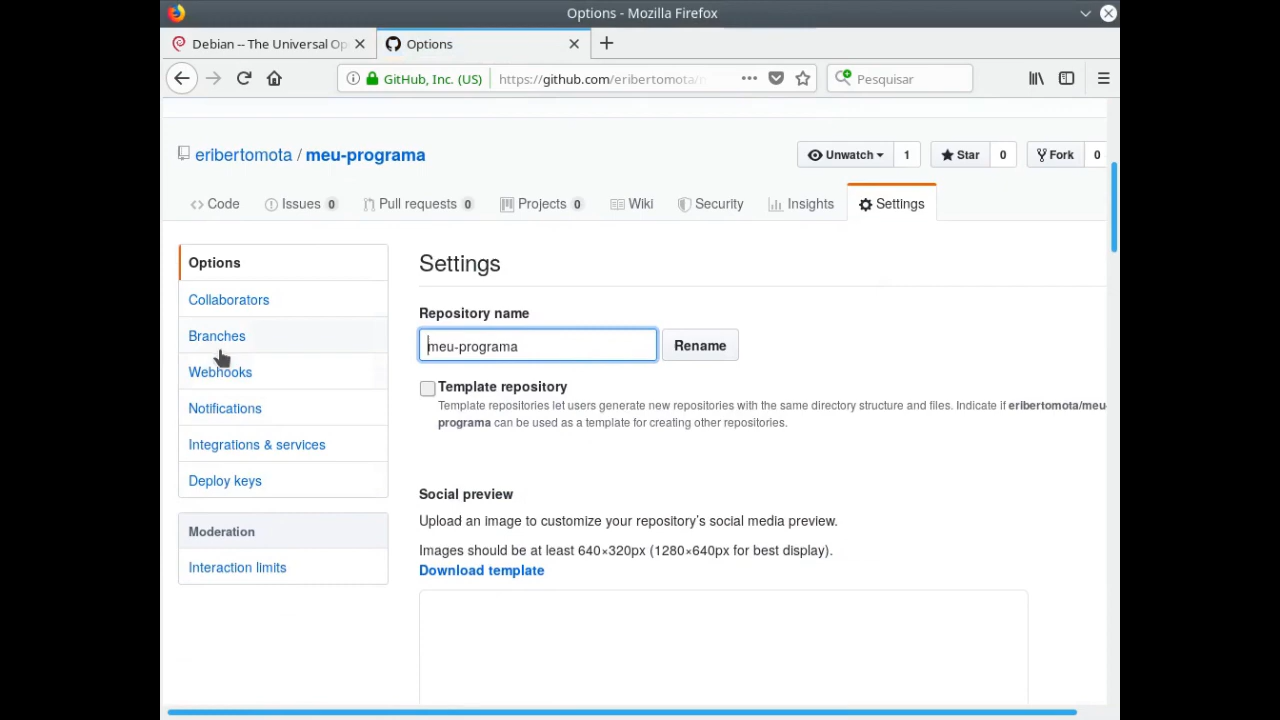 Options - Mozilla Firefox
Debian -- The Universal Op
Options
GitHub, Inc. (US)
https://github.com/eribertomota/m
Pesquisar
eribertomota / meu-programa
Unwatch 1
Star 0
Fork 0
Code
Issues 0
Pull requests 0
Projects 0
Wiki
Security
Insights
Settings
Options
Collaborators
Branches
Webhooks
Notifications
Integrations & services
Deploy keys
Moderation
Interaction limits
Settings
Repository name
meu-programa
Rename
Template repository
Template repositories let users generate new repositories with the same directory structure and files. Indicate if eribertomota/meu-
programa can be used as a template for creating other repositories.
Social preview
Upload an image to customize your repository's social media preview.
Images should be at least 640×320px (1280×640px for best display).
Download template